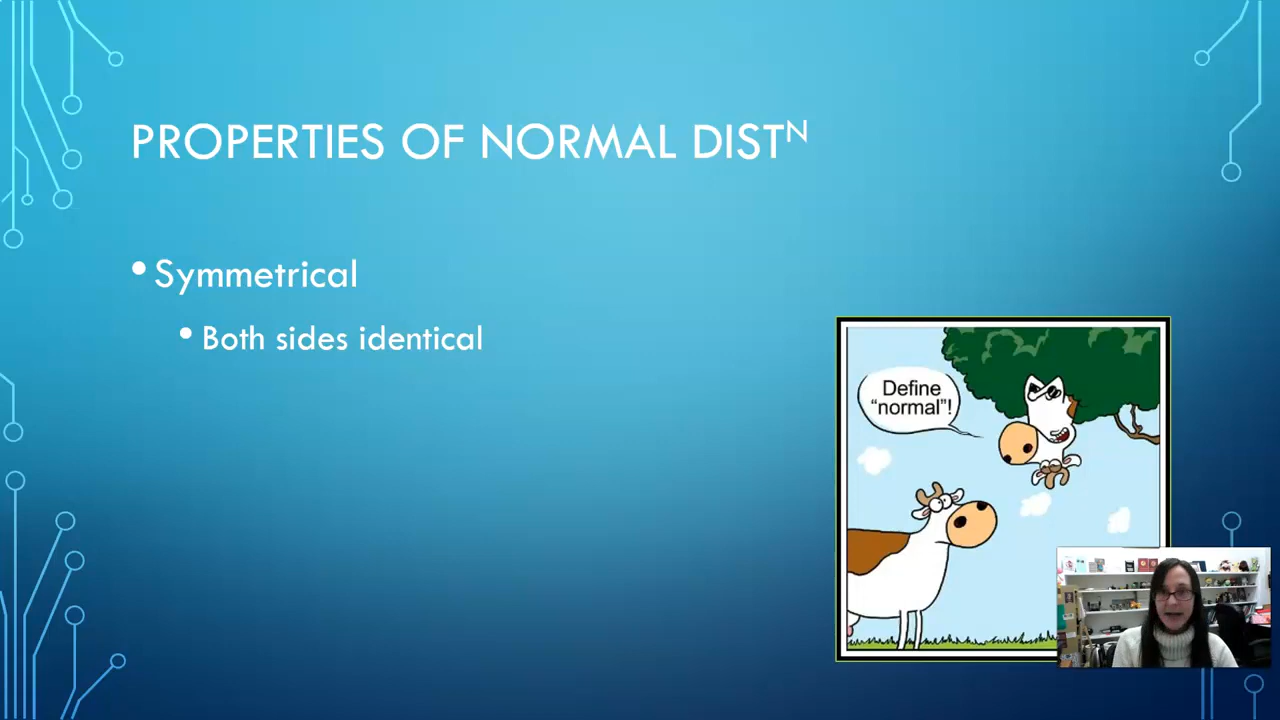 PROPERTIES OF NORMAL DISTᴺ
• Symmetrical
• Both sides identical
Define
“normal”!